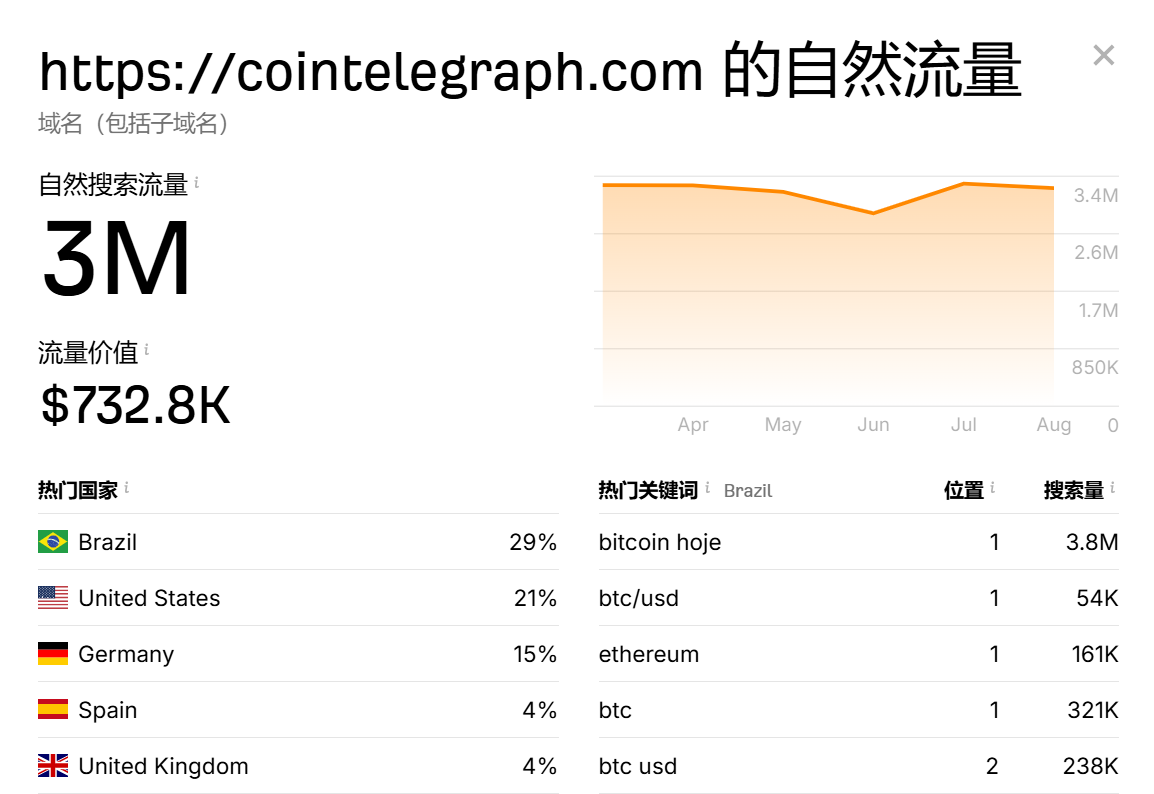 https://cointelegraph.com 的自然流量
域名（包括子域名）
自然搜索流量 i
3M
流量价值 i
$732.8K
3.4M
2.6M
1.7M
850K
0
Apr May Jun Jul Aug
热门国家 i
Brazil 29%
United States 21%
Germany 15%
Spain 4%
United Kingdom 4%
热门关键词 i Brazil 位置 i 搜索量 i
bitcoin hoje 1 3.8M
btc/usd 1 54K
ethereum 1 161K
btc 1 321K
btc usd 2 238K